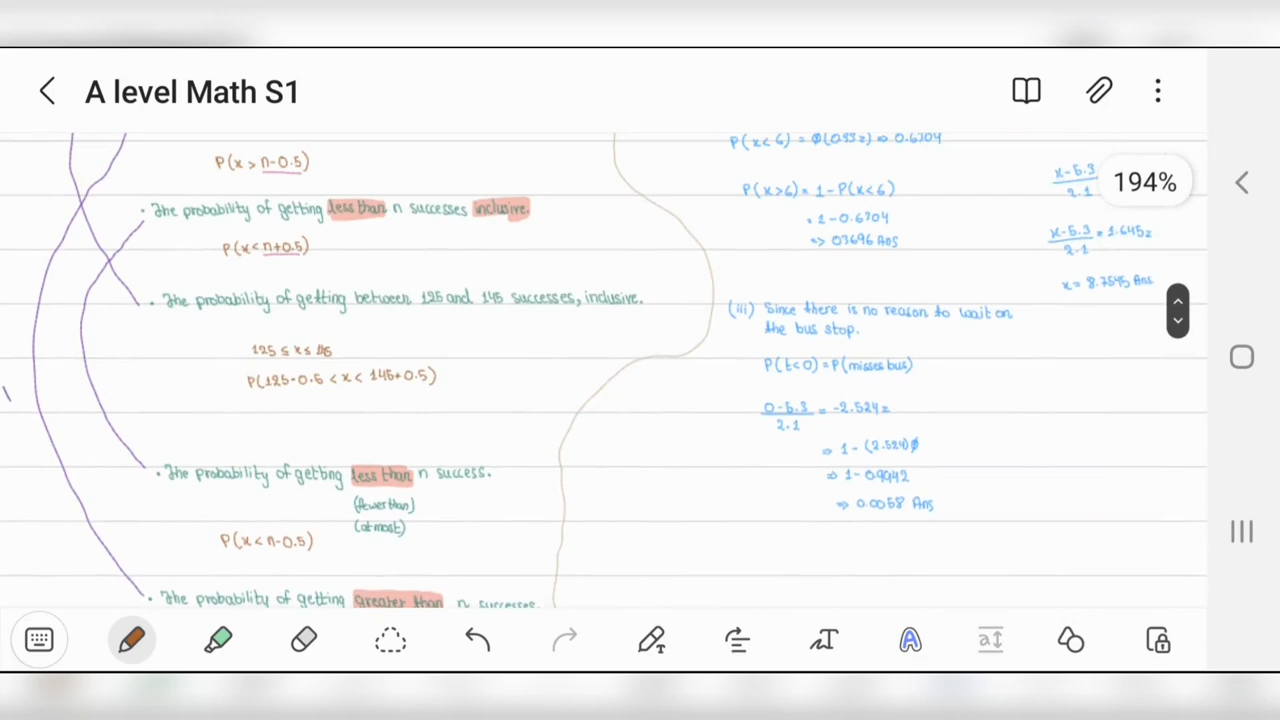 A level Math S1
194%
P(x > n-0.5)
• The probability of getting less than n successes inclusive.
P(x < n+0.5)
• The probability of getting between 125 and 145 successes, inclusive.
125 ≤ x ≤ 145
P(125-0.5 < x < 145+0.5)
• The probability of getting less than n success.
(fewer than)
(at most)
P(x < n-0.5)
• The probability of getting greater than n successes.
P(x<6) = Ø(0.33z) ⇒ 0.6304
P(x>6) = 1 - P(x<6)
= 1-0.6304
⇒ 03696 Ans
x-5.3
2.1
x-5.3 = 1.645z
2.1
x = 8.7545 Ans
(iii) Since there is no reason to wait on
the bus stop.
P(t<0) = P(misses bus)
0-5.3 = -2.524z
2.1
⇒ 1 - (2.524)Ø
⇒ 1-0.9942
⇒ 0.0058 Ans